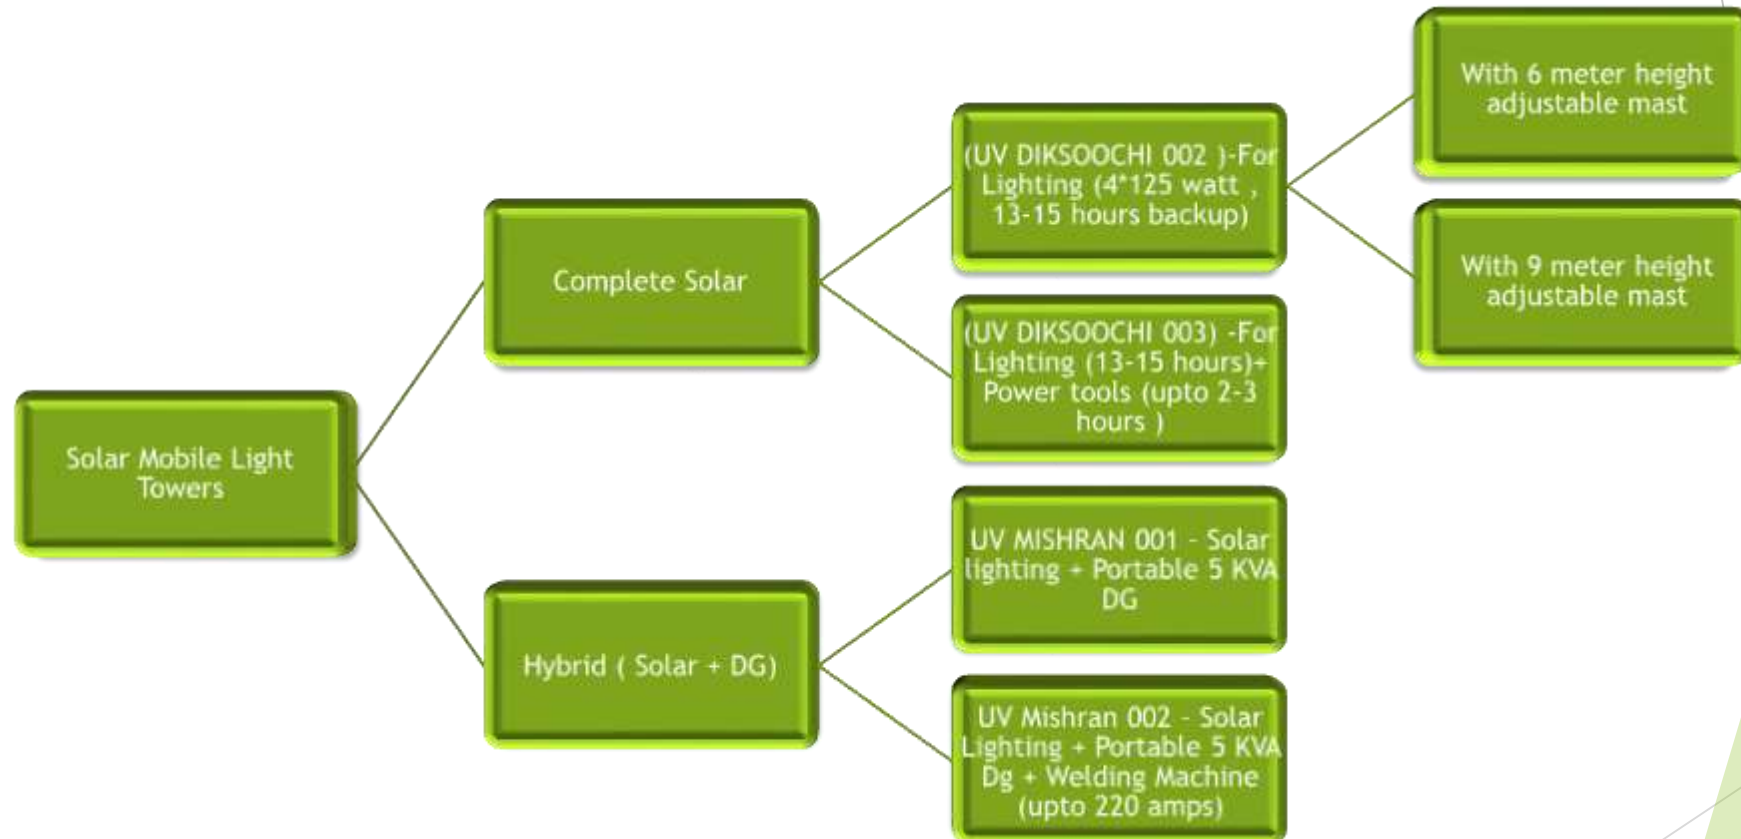 Solar Mobile Light
Towers
Complete Solar
(UV DIKSOOCHI 002 )-For
Lighting (4*125 watt ,
13-15 hours backup)
With 6 meter height
adjustable mast
With 9 meter height
adjustable mast
(UV DIKSOOCHI 003) -For
Lighting (13-15 hours)+
Power tools (upto 2-3
hours )
Hybrid ( Solar + DG)
UV MISHRAN 001 - Solar
lighting + Portable 5 KVA
DG
UV Mishran 002 - Solar
Lighting + Portable 5 KVA
Dg + Welding Machine
(upto 220 amps)